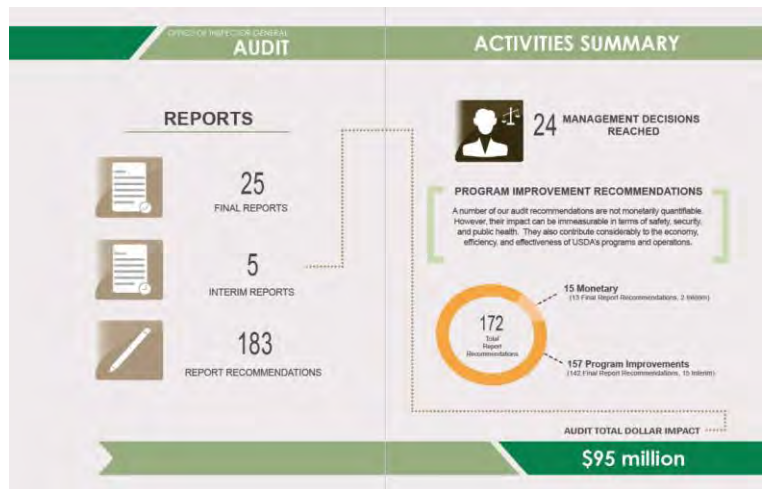 OFFICE OF INSPECTOR GENERAL
AUDIT
REPORTS
25
FINAL REPORTS
5
INTERIM REPORTS
183
REPORT RECOMMENDATIONS
ACTIVITIES SUMMARY
24 MANAGEMENT DECISIONS
REACHED
PROGRAM IMPROVEMENT RECOMMENDATIONS
A number of our audit recommendations are not monetarily quantifiable.
However, their impact can be immeasurable in terms of safety, security,
and public health. They also contribute considerably to the economy,
efficiency, and effectiveness of USDA's programs and operations.
15 Monetary
(13 Final Report Recommendations, 2 Interim)
172
Total
Report
Recommendations
157 Program Improvements
(142 Final Report Recommendations, 15 Interim)
AUDIT TOTAL DOLLAR IMPACT
$95 million